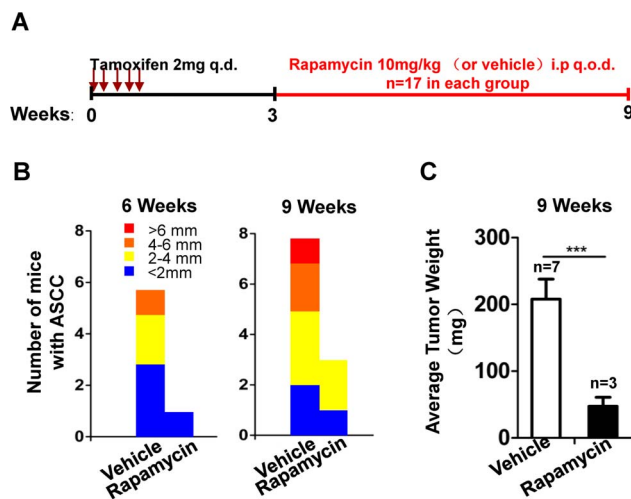 A
Tamoxifen 2mg q.d.
Rapamycin 10mg/kg （or vehicle）i.p q.o.d.
n=17 in each group
Weeks: 0 3 9
B
6 Weeks
9 Weeks
Number of mice
with ASCC
8
6
4
2
0
>6 mm
4-6 mm
2-4 mm
<2mm
Vehicle
Rapamycin
8
6
4
2
0
Vehicle
Rapamycin
C
9 Weeks
Average Tumor Weight
（mg）
300
200
100
0
n=7
***
n=3
Vehicle
Rapamycin